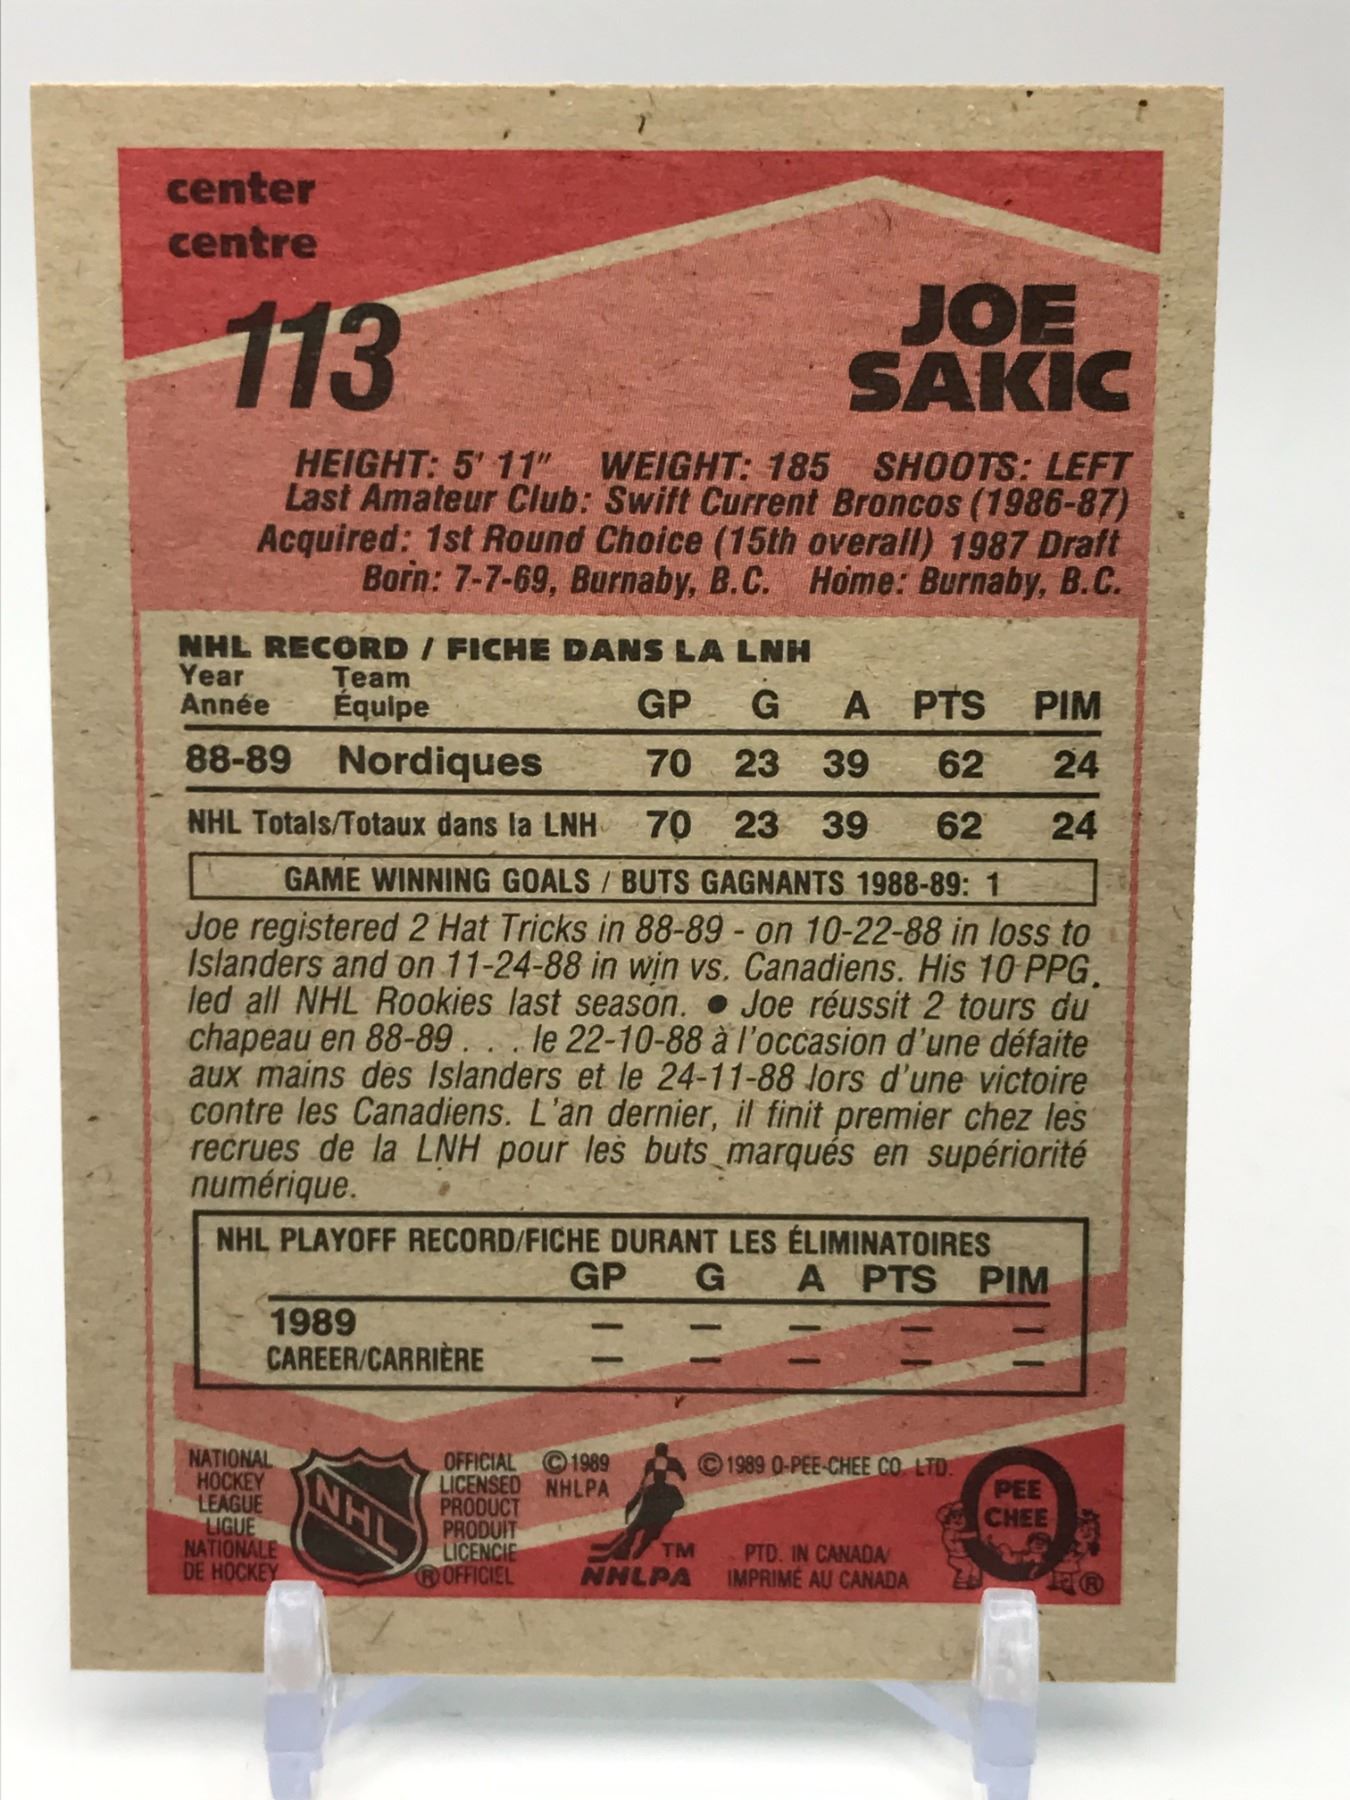 center
centre
113
JOE
SAKIC
HEIGHT: 5' 11" WEIGHT: 185 SHOOTS: LEFT
Last Amateur Club: Swift Current Broncos (1986-87)
Acquired: 1st Round Choice (15th overall) 1987 Draft
Born: 7-7-69, Burnaby, B.C. Home: Burnaby, B.C.
NHL RECORD / FICHE DANS LA LNH
Year Team
Année Équipe GP G A PTS PIM
88-89 Nordiques 70 23 39 62 24
NHL Totals/Totaux dans la LNH 70 23 39 62 24
GAME WINNING GOALS / BUTS GAGNANTS 1988-89: 1
Joe registered 2 Hat Tricks in 88-89 - on 10-22-88 in loss to
Islanders and on 11-24-88 in win vs. Canadiens. His 10 PPG
led all NHL Rookies last season. ● Joe réussit 2 tours du
chapeau en 88-89 . . . le 22-10-88 à l'occasion d'une défaite
aux mains des Islanders et le 24-11-88 lors d'une victoire
contre les Canadiens. L'an dernier, il finit premier chez les
recrues de la LNH pour les buts marqués en supériorité
numérique.
NHL PLAYOFF RECORD/FICHE DURANT LES ÉLIMINATOIRES
GP G A PTS PIM
1989 — — — — —
CAREER/CARRIÈRE — — — — —
NATIONAL
HOCKEY
LEAGUE
LIGUE
NATIONALE
DE HOCKEY
NHL
OFFICIAL
LICENSED
PRODUCT
PRODUIT
LICENCIE
® OFFICIEL
© 1989
NHLPA
TM
NHLPA
© 1989 O-PEE-CHEE CO. LTD.
PTD. IN CANADA/
IMPRIMÉ AU CANADA
O
PEE
CHEE
®